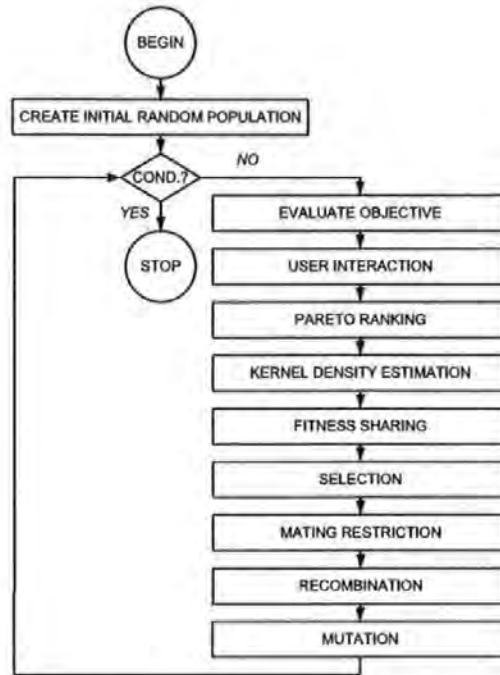 BEGIN
CREATE INITIAL RANDOM POPULATION
COND.?
NO
YES
STOP
EVALUATE OBJECTIVE
USER INTERACTION
PARETO RANKING
KERNEL DENSITY ESTIMATION
FITNESS SHARING
SELECTION
MATING RESTRICTION
RECOMBINATION
MUTATION